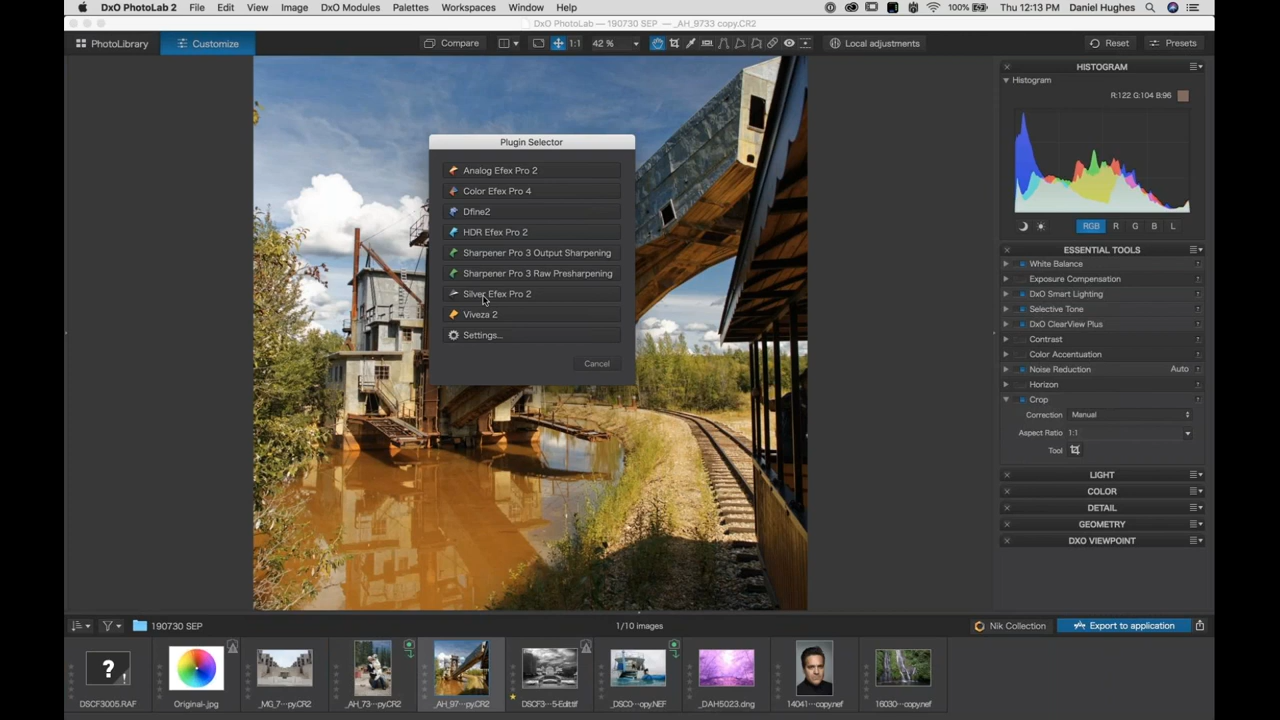 DxO PhotoLab 2 File Edit View Image DxO Modules Palettes Workspaces Window Help 100% Thu 12:13 PM Daniel Hughes
DxO PhotoLab — 190730 SEP — _AH_9733 copy.CR2
PhotoLibrary Customize Compare 1:1 42 % Local adjustments Reset Presets
HISTOGRAM
Histogram
R:122 G:104 B:96
RGB R G B L
ESSENTIAL TOOLS
White Balance
Exposure Compensation
DxO Smart Lighting
Selective Tone
DxO ClearView Plus
Contrast
Color Accentuation
Noise Reduction Auto
Horizon
Crop
Correction Manual
Aspect Ratio 1:1
Tool
LIGHT
COLOR
DETAIL
GEOMETRY
DXO VIEWPOINT
Plugin Selector
Analog Efex Pro 2
Color Efex Pro 4
Dfine2
HDR Efex Pro 2
Sharpener Pro 3 Output Sharpening
Sharpener Pro 3 Raw Presharpening
Silver Efex Pro 2
Viveza 2
Settings...
Cancel
190730 SEP 1/10 images Nik Collection Export to application
?
DSCF3005.RAF Original-.jpg _MG_7···py.CR2 _AH_73···py.CR2 _AH_97···py.CR2 DSCF3···5-Edit.tif _DSC0···opy.NEF _DAH5023.dng 14041···copy.nef 16030···copy.nef